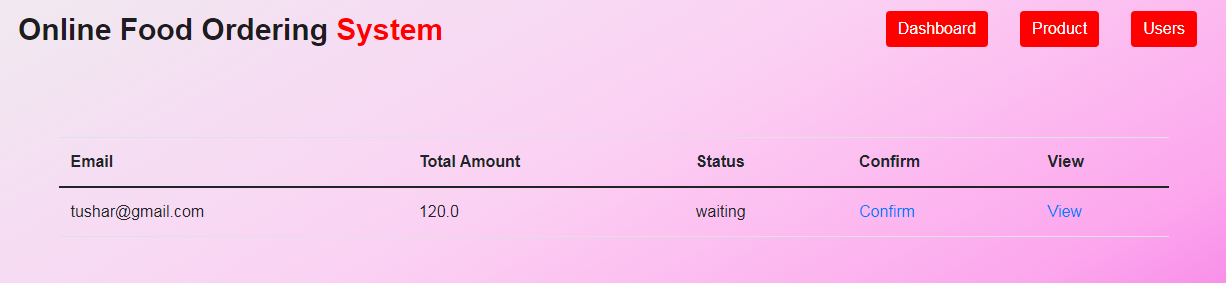 Online Food Ordering System
Dashboard Product Users
Email Total Amount Status Confirm View
tushar@gmail.com 120.0 waiting Confirm View